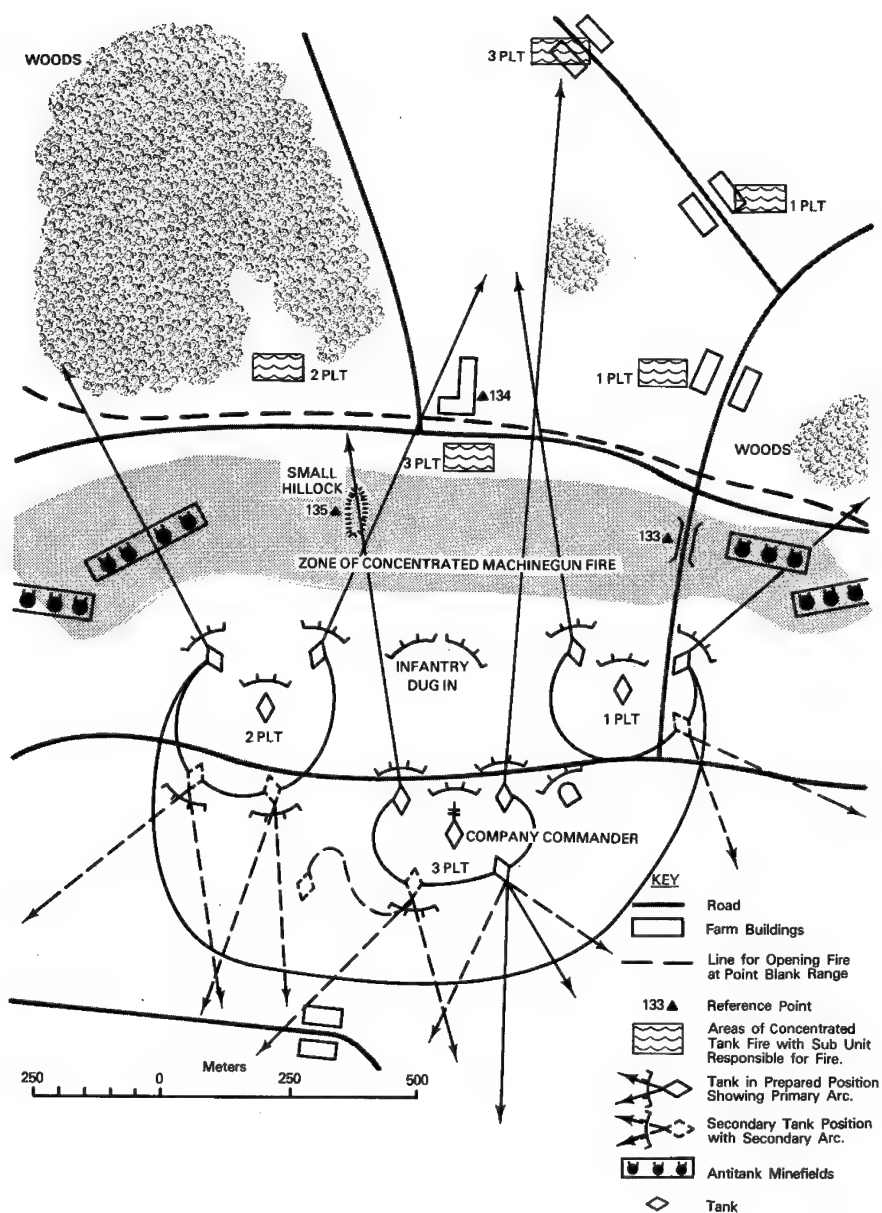 WOODS
3 PLT
1 PLT
2 PLT
134
1 PLT
WOODS
3 PLT
SMALL
HILLOCK
135
133
ZONE OF CONCENTRATED MACHINEGUN FIRE
INFANTRY
DUG IN
2 PLT
1 PLT
COMPANY COMMANDER
3 PLT
KEY
Road
Farm Buildings
Line for Opening Fire
at Point Blank Range
133 Reference Point
Areas of Concentrated
Tank Fire with Sub Unit
Responsible for Fire.
Tank in Prepared Position
Showing Primary Arc.
Secondary Tank Position
with Secondary Arc.
Antitank Minefields
Tank
Meters
250 0 250 500